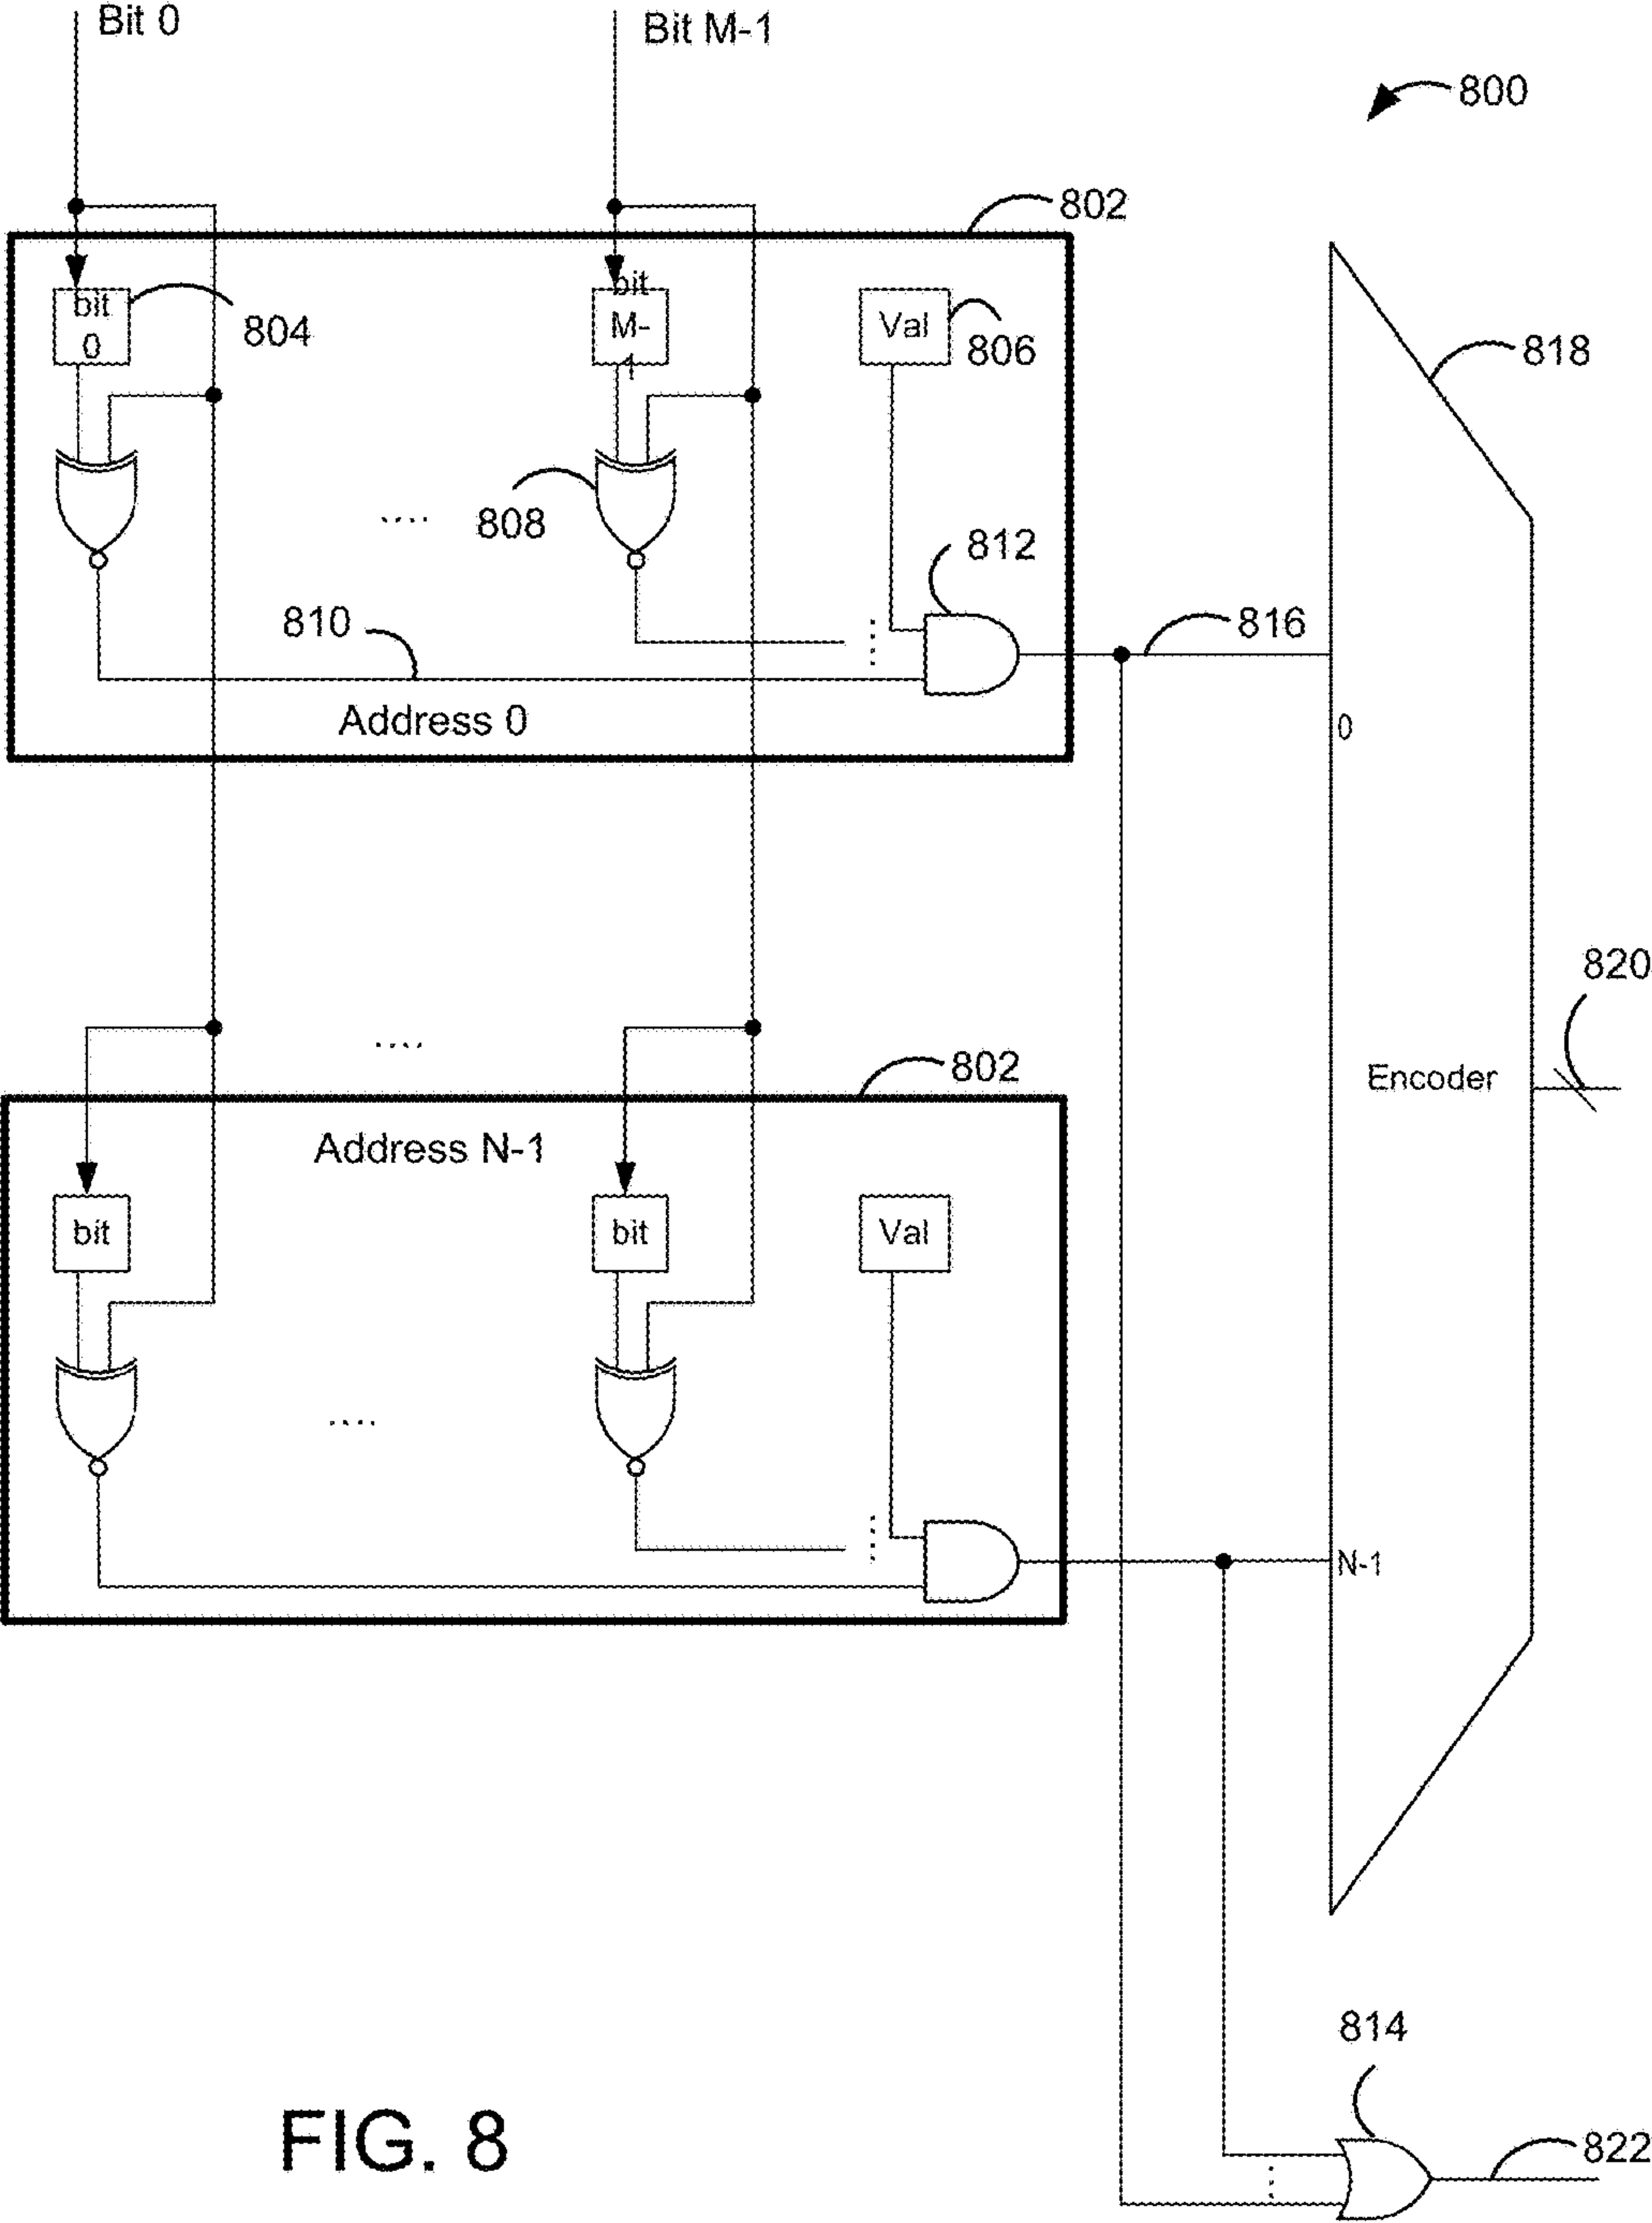 Bit 0
Bit M-1
800
802
bit
0
804
bit
M-
1
Val
806
818
808
812
810
816
Address 0
0
820
802
Encoder
Address N-1
bit
bit
Val
N-1
814
FIG. 8
822